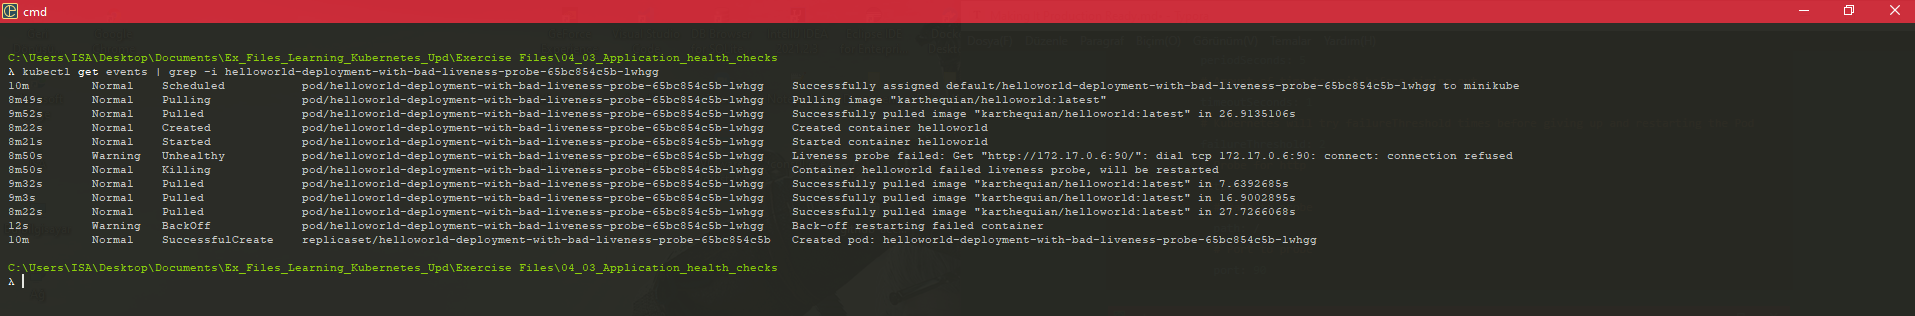 cmd
C:\Users\ISA\Desktop\Documents\Ex_Files_Learning_Kubernetes_Upd\Exercise Files\04_03_Application_health_checks
λ kubectl get events | grep -i helloworld-deployment-with-bad-liveness-probe-65bc854c5b-lwhgg
10m Normal Scheduled pod/helloworld-deployment-with-bad-liveness-probe-65bc854c5b-lwhgg Successfully assigned default/helloworld-deployment-with-bad-liveness-probe-65bc854c5b-lwhgg to minikube
8m49s Normal Pulling pod/helloworld-deployment-with-bad-liveness-probe-65bc854c5b-lwhgg Pulling image "karthequian/helloworld:latest"
9m52s Normal Pulled pod/helloworld-deployment-with-bad-liveness-probe-65bc854c5b-lwhgg Successfully pulled image "karthequian/helloworld:latest" in 26.9135106s
8m22s Normal Created pod/helloworld-deployment-with-bad-liveness-probe-65bc854c5b-lwhgg Created container helloworld
8m21s Normal Started pod/helloworld-deployment-with-bad-liveness-probe-65bc854c5b-lwhgg Started container helloworld
8m50s Warning Unhealthy pod/helloworld-deployment-with-bad-liveness-probe-65bc854c5b-lwhgg Liveness probe failed: Get "http://172.17.0.6:90/": dial tcp 172.17.0.6:90: connect: connection refused
8m50s Normal Killing pod/helloworld-deployment-with-bad-liveness-probe-65bc854c5b-lwhgg Container helloworld failed liveness probe, will be restarted
9m32s Normal Pulled pod/helloworld-deployment-with-bad-liveness-probe-65bc854c5b-lwhgg Successfully pulled image "karthequian/helloworld:latest" in 7.6392685s
9m3s Normal Pulled pod/helloworld-deployment-with-bad-liveness-probe-65bc854c5b-lwhgg Successfully pulled image "karthequian/helloworld:latest" in 16.9002895s
8m22s Normal Pulled pod/helloworld-deployment-with-bad-liveness-probe-65bc854c5b-lwhgg Successfully pulled image "karthequian/helloworld:latest" in 27.7266068s
12s Warning BackOff pod/helloworld-deployment-with-bad-liveness-probe-65bc854c5b-lwhgg Back-off restarting failed container
10m Normal SuccessfulCreate replicaset/helloworld-deployment-with-bad-liveness-probe-65bc854c5b Created pod: helloworld-deployment-with-bad-liveness-probe-65bc854c5b-lwhgg
C:\Users\ISA\Desktop\Documents\Ex_Files_Learning_Kubernetes_Upd\Exercise Files\04_03_Application_health_checks
λ